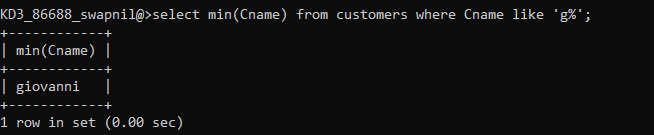 KD3_86688_swapnil@>select min(Cname) from customers where Cname like 'g%';
+------------+
| min(Cname) |
+------------+
| giovanni   |
+------------+
1 row in set (0.00 sec)